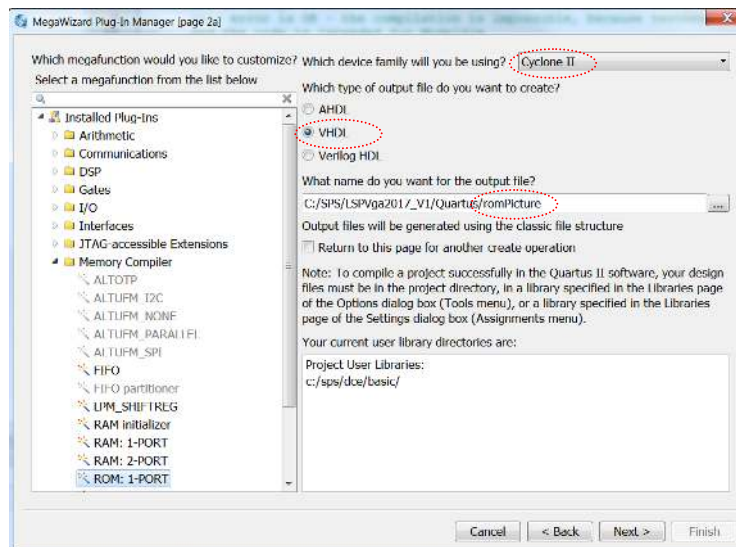 MegaWizard Plug-In Manager [page 2a]
Which megafunction would you like to customize?
Select a megafunction from the list below
Installed Plug-Ins
Arithmetic
Communications
DSP
Gates
I/O
Interfaces
JTAG-accessible Extensions
Memory Compiler
ALTOTP
ALTUFM_I2C
ALTUFM_NONE
ALTUFM_PARALLEL
ALTUFM_SPI
FIFO
FIFO partitioner
LPM_SHIFTREG
RAM initializer
RAM: 1-PORT
RAM: 2-PORT
ROM: 1-PORT
Which device family will you be using? Cyclone II
Which type of output file do you want to create?
AHDL
VHDL
Verilog HDL
What name do you want for the output file?
C:/SPS/LSPVga2017_V1/Quartus/romPicture
...
Output files will be generated using the classic file structure
Return to this page for another create operation
Note: To compile a project successfully in the Quartus II software, your design
files must be in the project directory, in a library specified in the Libraries page
of the Options dialog box (Tools menu), or a library specified in the Libraries
page of the Settings dialog box (Assignments menu).
Your current user library directories are:
Project User Libraries:
c:/sps/dce/basic/
Cancel < Back Next > Finish